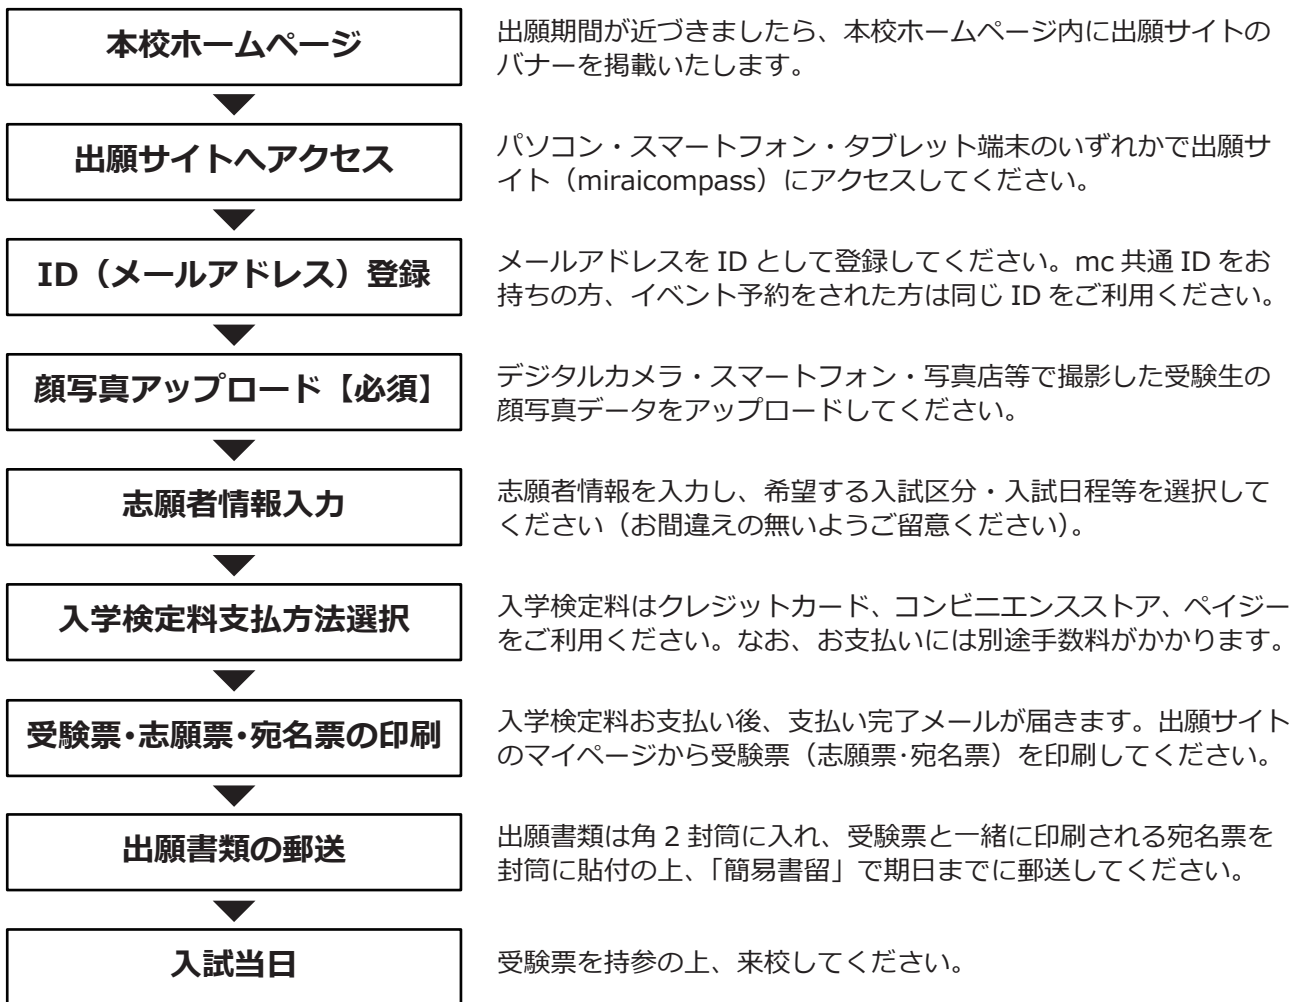 本校ホームページ
出願期間が近づきましたら、本校ホームページ内に出願サイトの
バナーを掲載いたします。
出願サイトへアクセス
パソコン・スマートフォン・タブレット端末のいずれかで出願サ
イト（miraicompass）にアクセスしてください。
ID（メールアドレス）登録
メールアドレスを ID として登録してください。mc 共通 ID をお
持ちの方、イベント予約をされた方は同じ ID をご利用ください。
顔写真アップロード【必須】
デジタルカメラ・スマートフォン・写真店等で撮影した受験生の
顔写真データをアップロードしてください。
志願者情報入力
志願者情報を入力し、希望する入試区分・入試日程等を選択して
ください（お間違えの無いようご留意ください）。
入学検定料支払方法選択
入学検定料はクレジットカード、コンビニエンスストア、ペイジー
をご利用ください。なお、お支払いには別途手数料がかかります。
受験票・志願票・宛名票の印刷
入学検定料お支払い後、支払い完了メールが届きます。出願サイト
のマイページから受験票（志願票・宛名票）を印刷してください。
出願書類の郵送
出願書類は角 2 封筒に入れ、受験票と一緒に印刷される宛名票を
封筒に貼付の上、「簡易書留」で期日までに郵送してください。
入試当日
受験票を持参の上、来校してください。